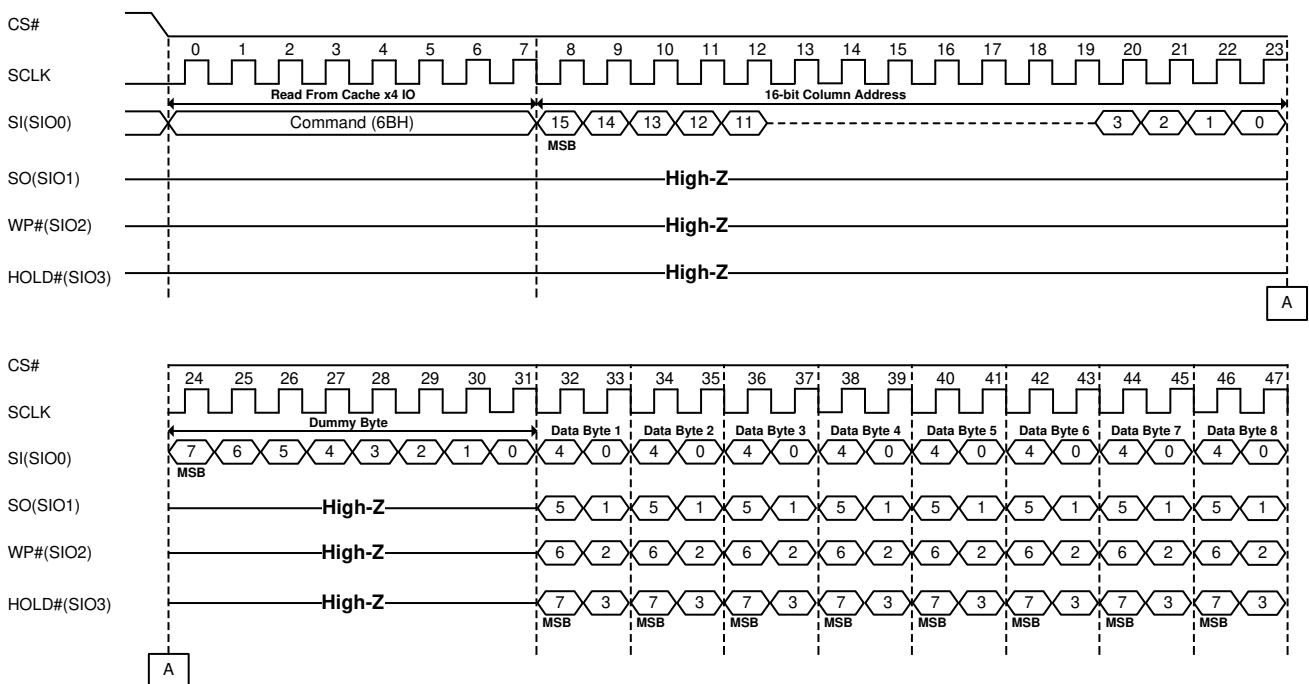 CS#
0 1 2 3 4 5 6 7 8 9 10 11 12 13 14 15 16 17 18 19 20 21 22 23
SCLK
Read From Cache x4 IO 16-bit Column Address
SI(SIO0) Command (6BH) 15 14 13 12 11 3 2 1 0
MSB
SO(SIO1) High-Z
WP#(SIO2) High-Z
HOLD#(SIO3) High-Z
A
CS#
24 25 26 27 28 29 30 31 32 33 34 35 36 37 38 39 40 41 42 43 44 45 46 47
SCLK
Dummy Byte Data Byte 1 Data Byte 2 Data Byte 3 Data Byte 4 Data Byte 5 Data Byte 6 Data Byte 7 Data Byte 8
SI(SIO0) 7 6 5 4 3 2 1 0 4 0 4 0 4 0 4 0 4 0 4 0 4 0 4 0
MSB
SO(SIO1) High-Z 5 1 5 1 5 1 5 1 5 1 5 1 5 1 5 1
WP#(SIO2) High-Z 6 2 6 2 6 2 6 2 6 2 6 2 6 2 6 2
HOLD#(SIO3) High-Z 7 3 7 3 7 3 7 3 7 3 7 3 7 3 7 3
MSB MSB MSB MSB MSB MSB MSB MSB
A